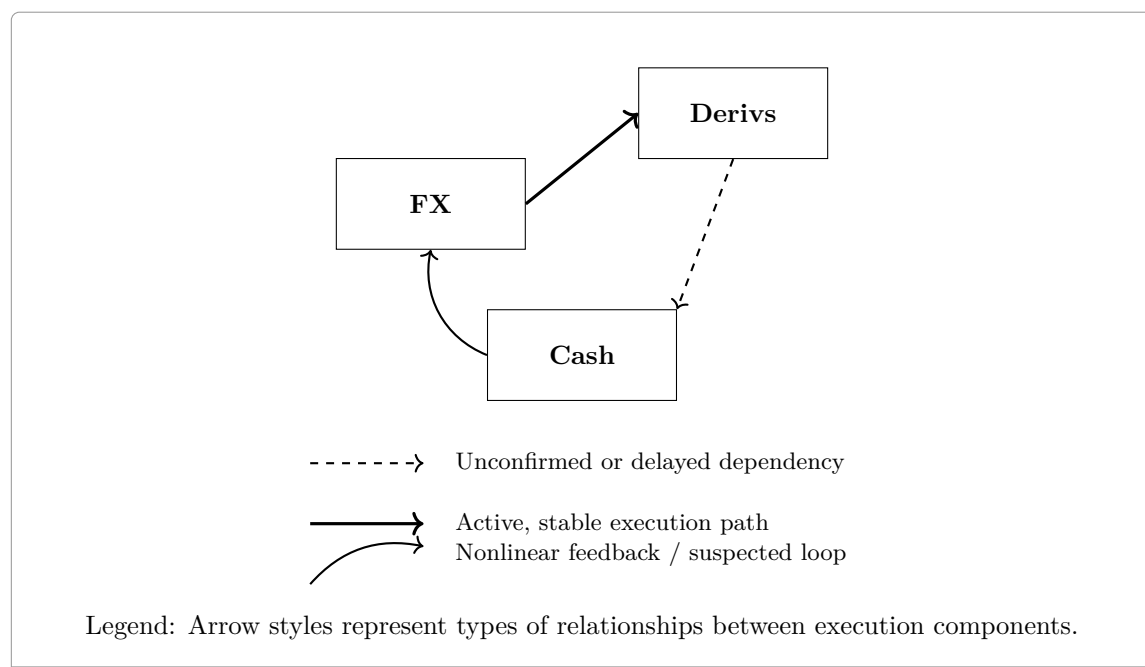 Derivs
FX
Cash
Unconfirmed or delayed dependency
Active, stable execution path
Nonlinear feedback / suspected loop
Legend: Arrow styles represent types of relationships between execution components.